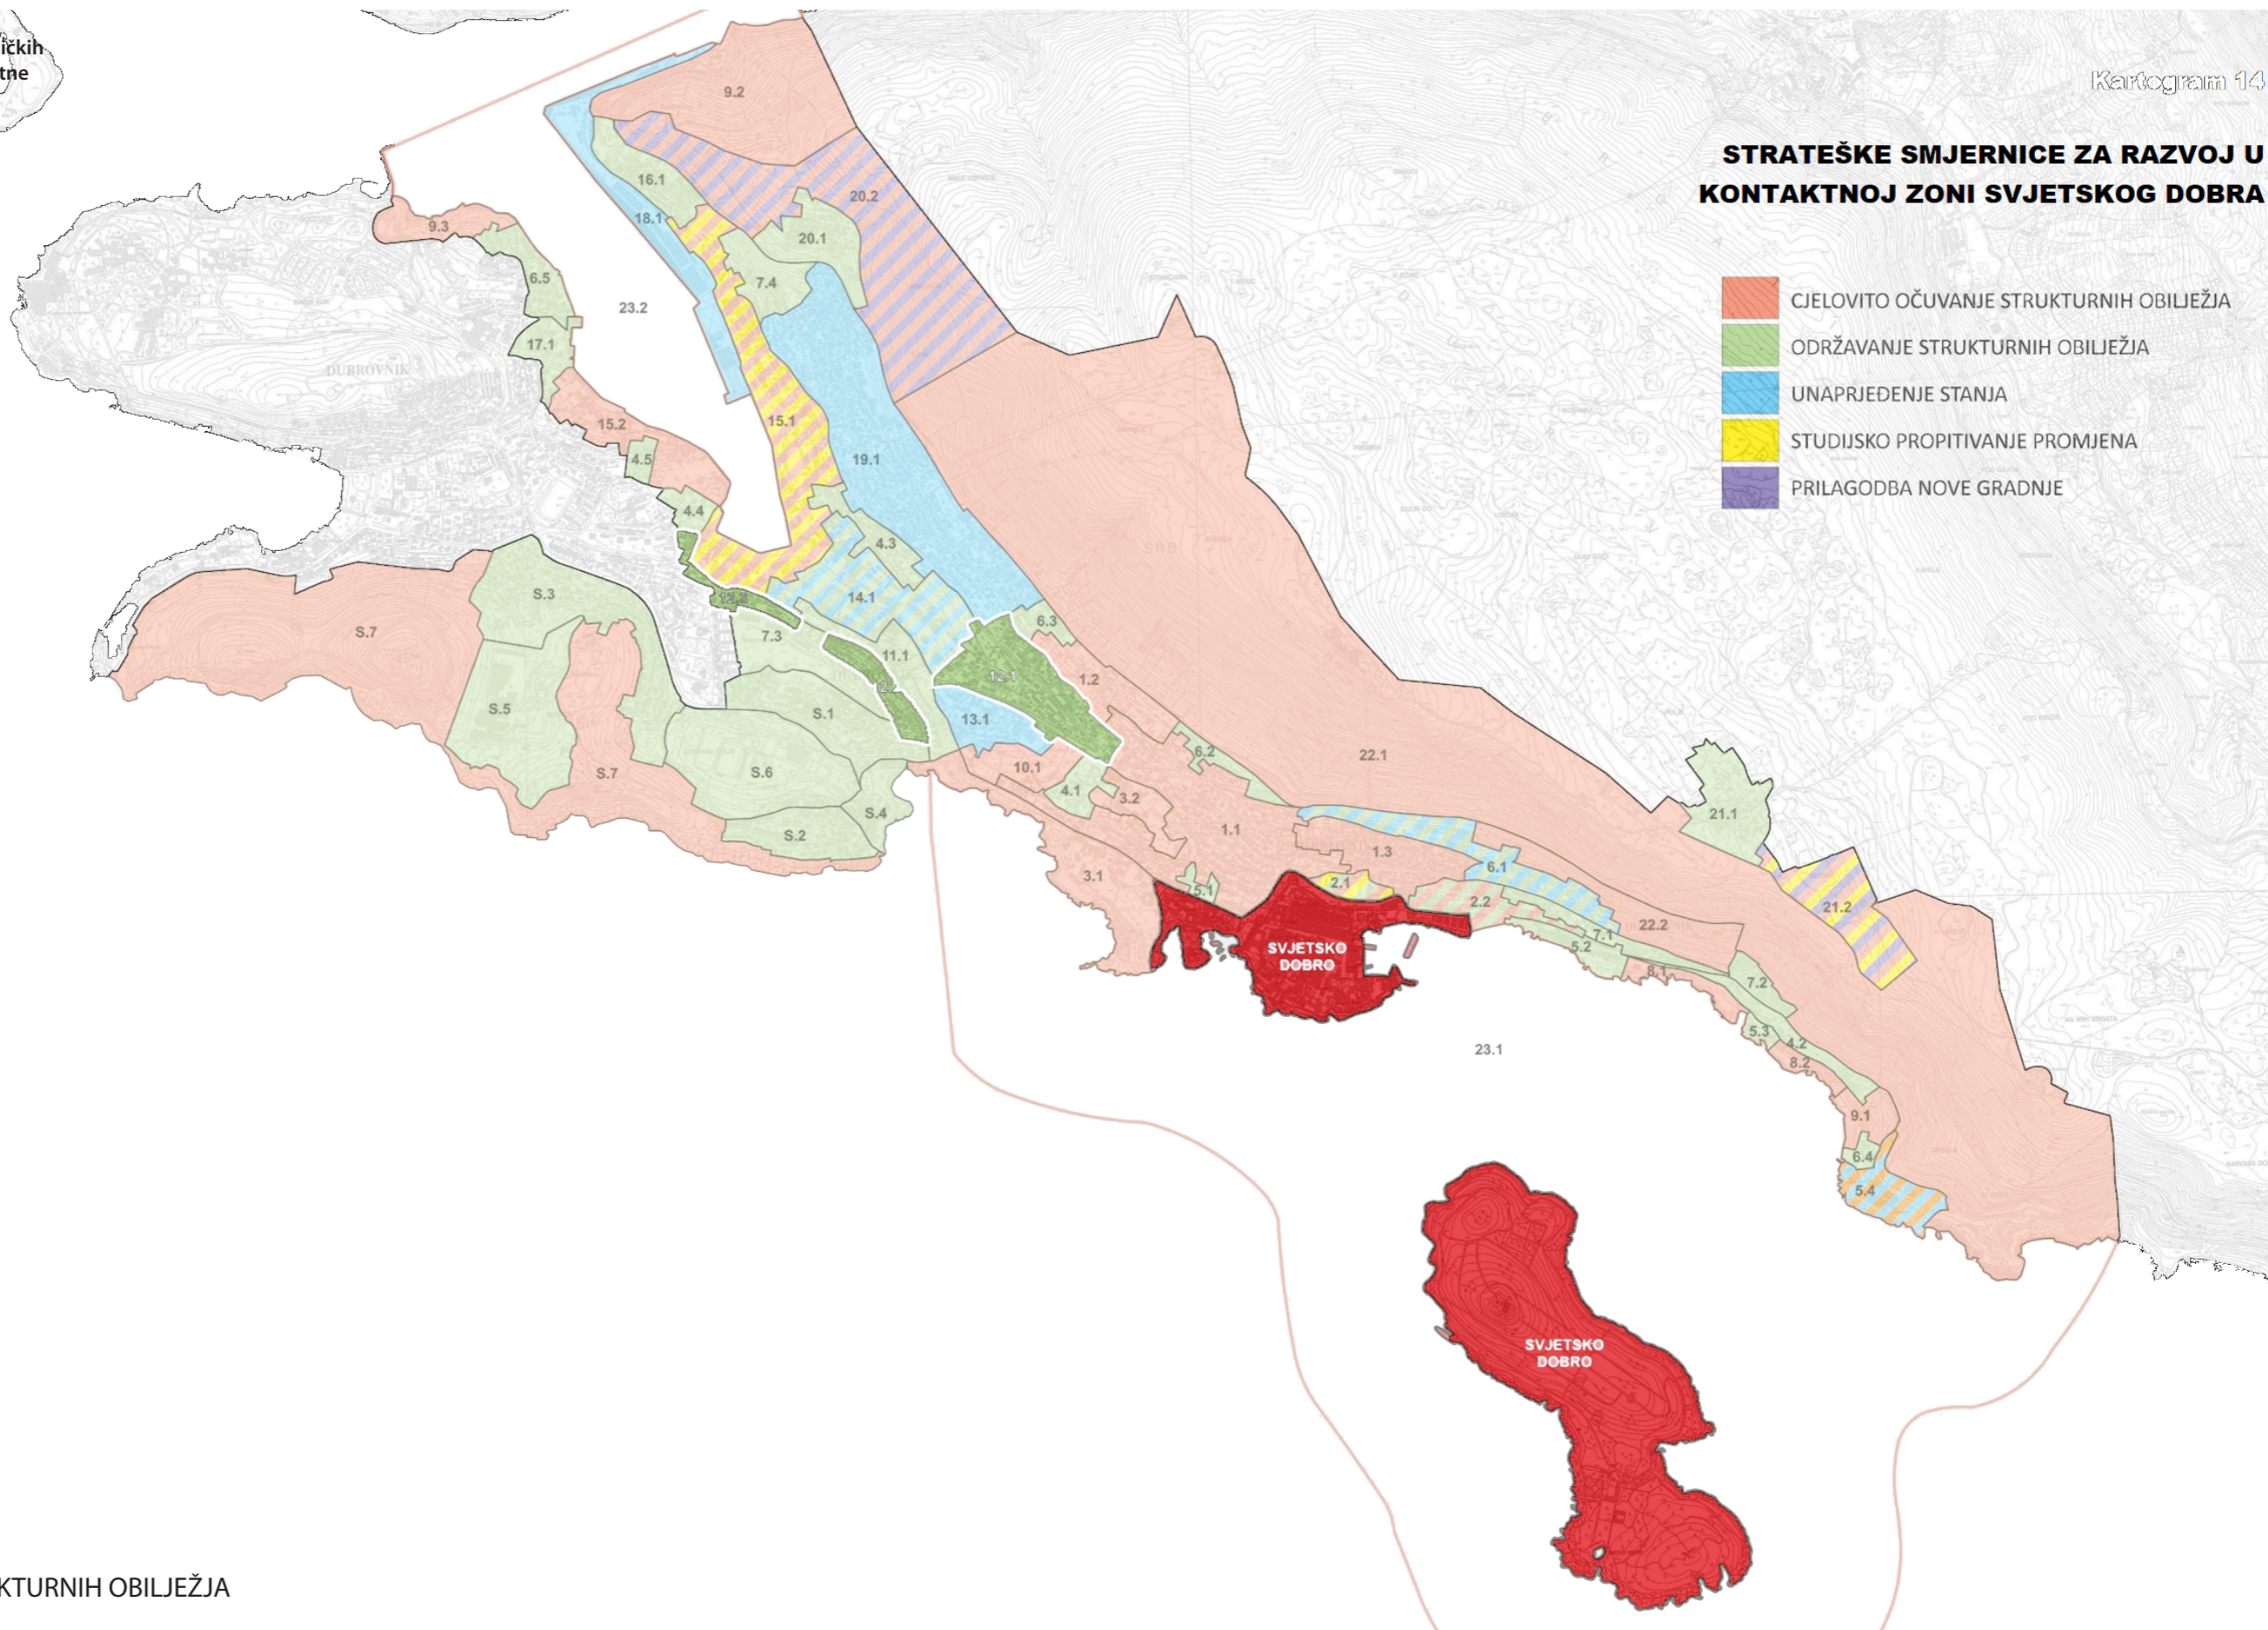 ičkih
tne
Kartogram 14
STRATEŠKE SMJERNICE ZA RAZVOJ U
KONTAKTNOJ ZONI SVJETSKOG DOBRA
CJELOVITO OČUVANJE STRUKTURNIH OBILJEŽJA
ODRŽAVANJE STRUKTURNIH OBILJEŽJA
UNAPRJEĐENJE STANJA
STUDIJSKO PROPITIVANJE PROMJENA
PRILAGODBA NOVE GRADNJE
9.2
16.1
20.2
18.1
9.3
20.1
6.5
7.4
23.2
17.1
DUBROVNIK
15.2
15.1
4.5
19.1
4.4
4.3
SRĐ
S.3
14.1
7.3
6.3
S.7
11.1
12.1
1.2
S.5
S.1
13.1
6.2
22.1
S.7
S.6
10.1
4.1
3.2
21.1
S.4
S.2
1.1
1.3
6.1
3.1
5.1
2.1
2.2
21.2
22.2
7.1
5.2
SVJETSKO
DOBRO
8.1
7.2
5.3
4.2
8.2
23.1
9.1
6.4
5.4
SVJETSKO
DOBRO
KTURNIH OBILJEŽJA